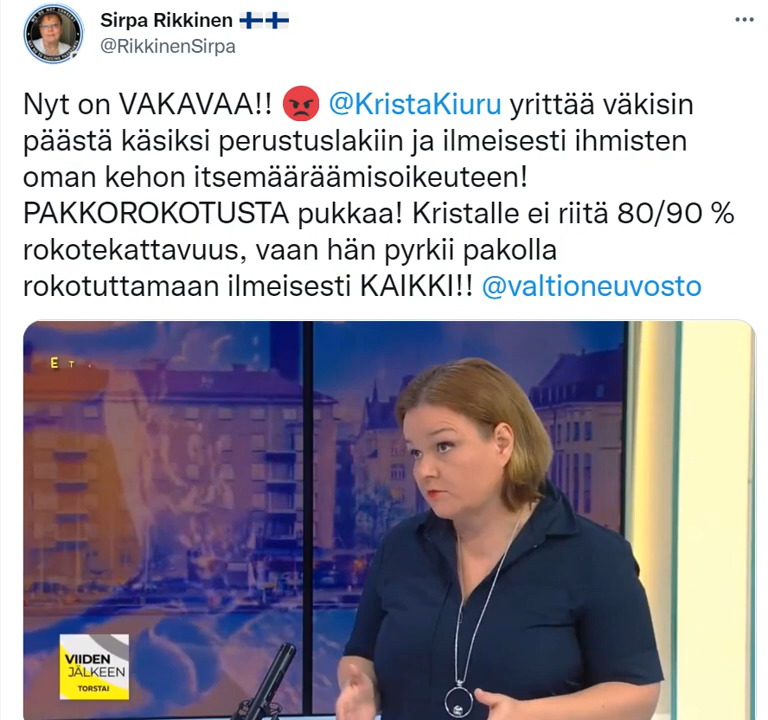 Sirpa Rikkinen
@RikkinenSirpa
Nyt on VAKAVAA!! @KristaKiuru yrittää väkisin
päästä käsiksi perustuslakiin ja ilmeisesti ihmisten
oman kehon itsemääräämisoikeuteen!
PAKKOROKOTUSTA pukkaa! Kristalle ei riitä 80/90 %
rokotekattavuus, vaan hän pyrkii pakolla
rokotuttamaan ilmeisesti KAIKKI!! @valtioneuvosto
E T .
VIIDEN
JÄLKEEN
TORSTAI